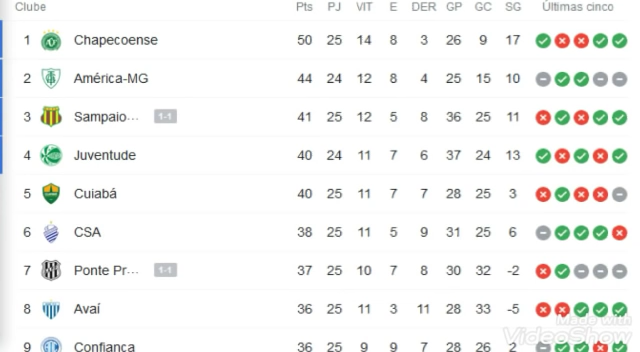 Clube Pts PJ VIT E DER GP GC SG Últimas cinco
1 Chapecoense 50 25 14 8 3 26 9 17
2 América-MG 44 24 12 8 4 25 15 10
3 Sampaio... 1-1 41 25 12 5 8 36 25 11
4 Juventude 40 24 11 7 6 37 24 13
5 Cuiabá 40 25 11 7 7 28 25 3
6 CSA 38 25 11 5 9 31 25 6
7 Ponte Pr... 1-1 37 25 10 7 8 30 32 -2
8 Avaí 36 25 11 3 11 28 33 -5
Made with
9 Confiança 36 25 9 9 7 28 26 2
VideoShow